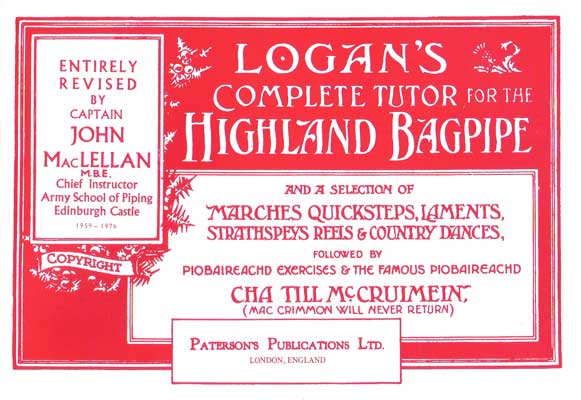 ENTIRELY
REVISED
BY
CAPTAIN
JOHN
MACLELLAN
M.B.E.
Chief Instructor
Army School of Piping
Edinburgh Castle
1959–1976
COPYRIGHT
LOGAN'S
COMPLETE TUTOR FOR THE
HIGHLAND BAGPIPE
AND A SELECTION OF
MARCHES QUICKSTEPS, LAMENTS,
STRATHSPEYS REELS & COUNTRY DANCES,
FOLLOWED BY
PIOBAIREACHD EXERCISES & THE FAMOUS PIOBAIREACHD
CHA TILL McCRUIMEIN,
(MAC CRIMMON WILL NEVER RETURN)
PATERSON'S PUBLICATIONS LTD.
LONDON, ENGLAND